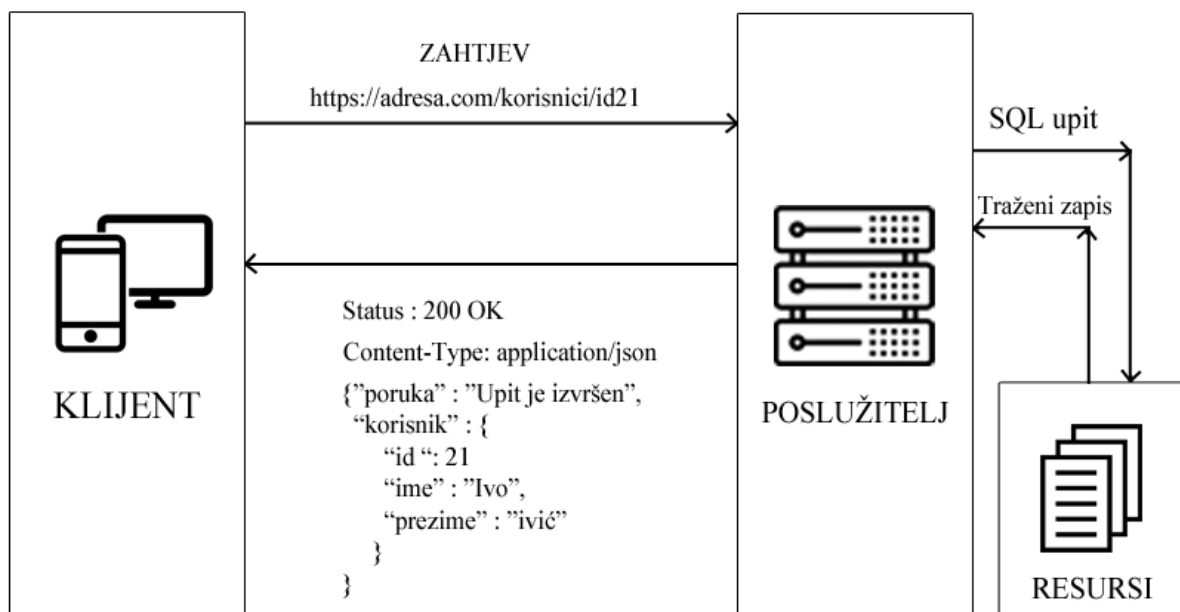 ZAHTJEV
https://adresa.com/korisnici/id21
SQL upit
Traženi zapis
Status : 200 OK
Content-Type: application/json
{”poruka” : ”Upit je izvršen”,
“korisnik” : {
“id “: 21
“ime” : ”Ivo”,
“prezime” : ”ivić”
}
}
KLIJENT
POSLUŽITELJ
RESURSI